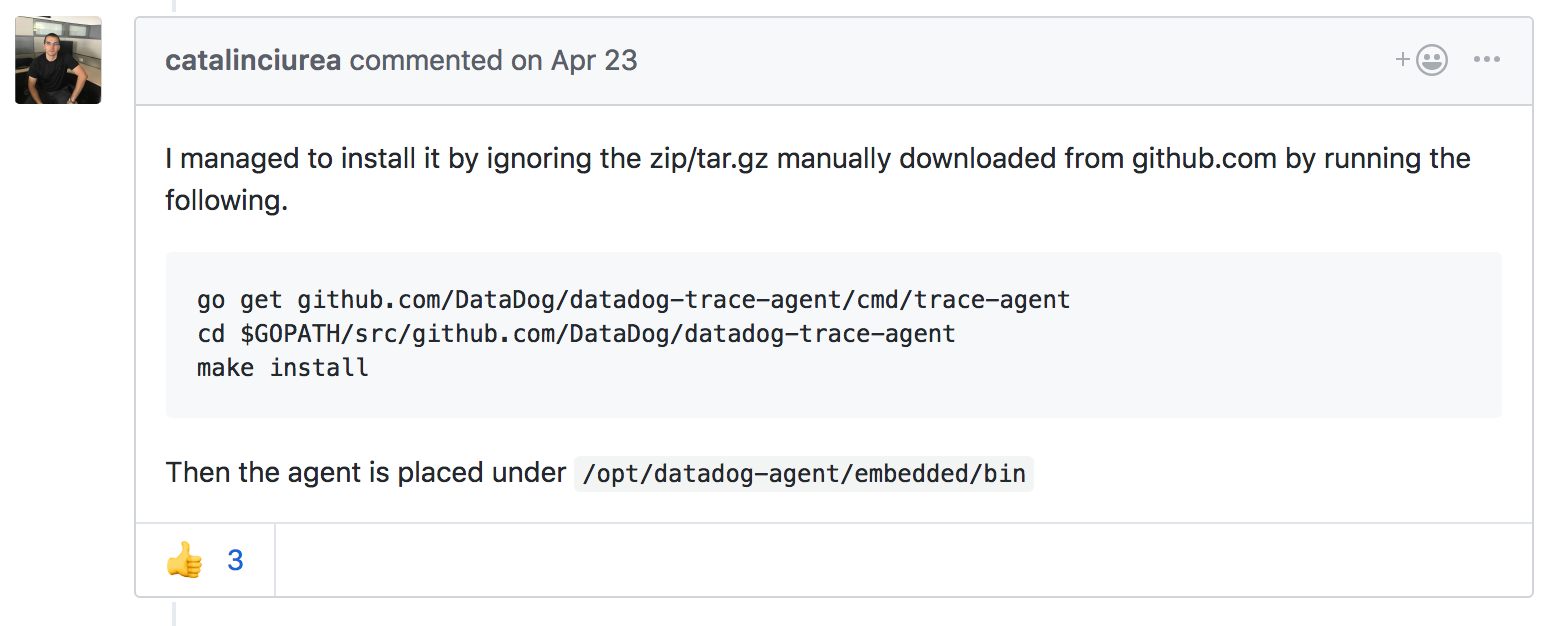 catalinciurea commented on Apr 23
I managed to install it by ignoring the zip/tar.gz manually downloaded from github.com by running the
following.
go get github.com/DataDog/datadog-trace-agent/cmd/trace-agent
cd $GOPATH/src/github.com/DataDog/datadog-trace-agent
make install
Then the agent is placed under /opt/datadog-agent/embedded/bin
3